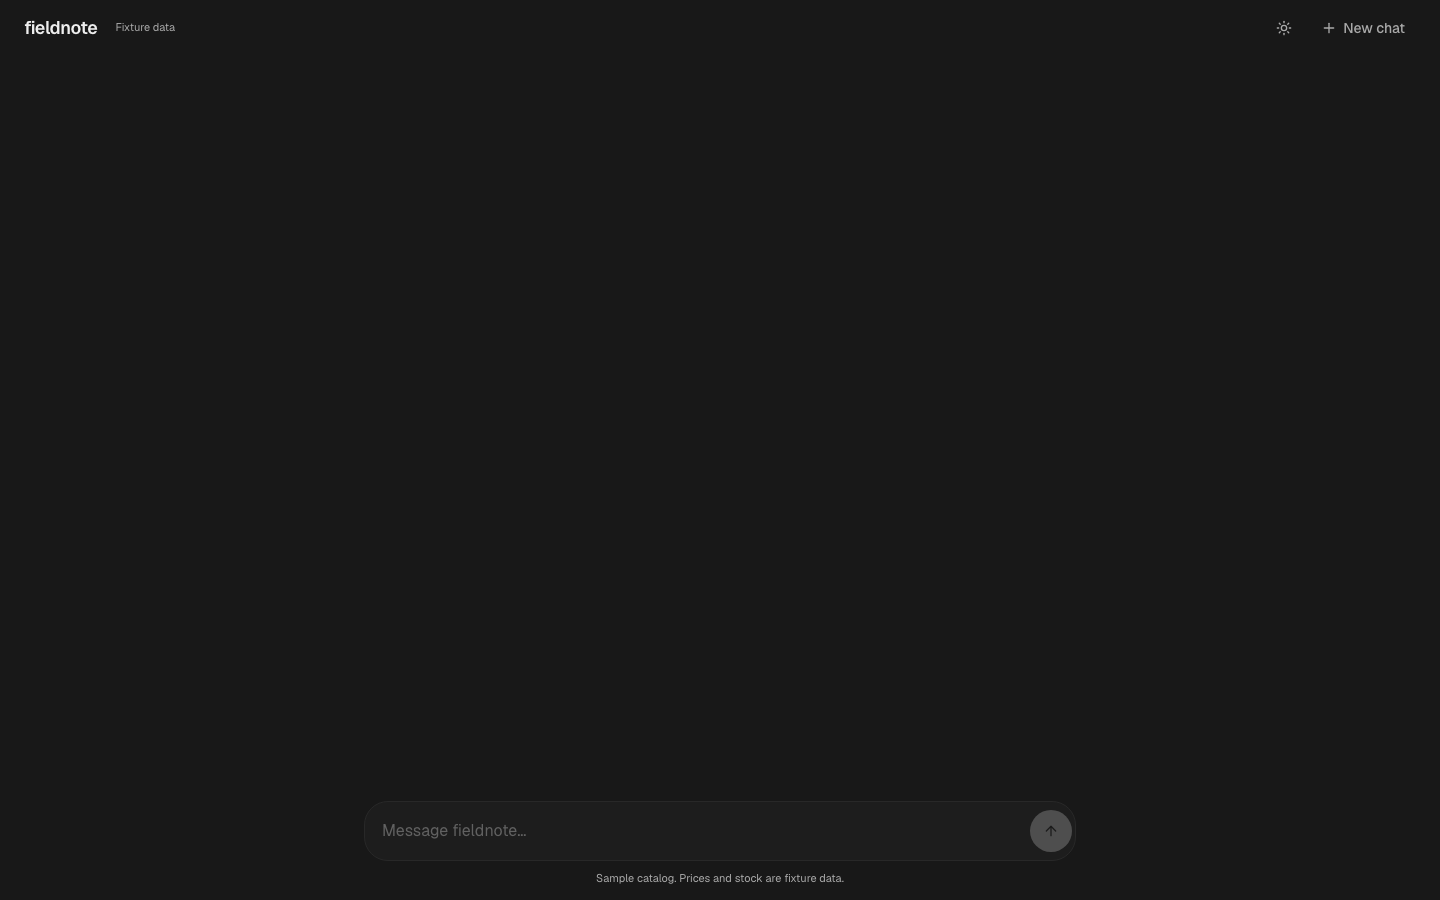 fieldnote
Fixture data
New chat
Message fieldnote...
Sample catalog. Prices and stock are fixture data.